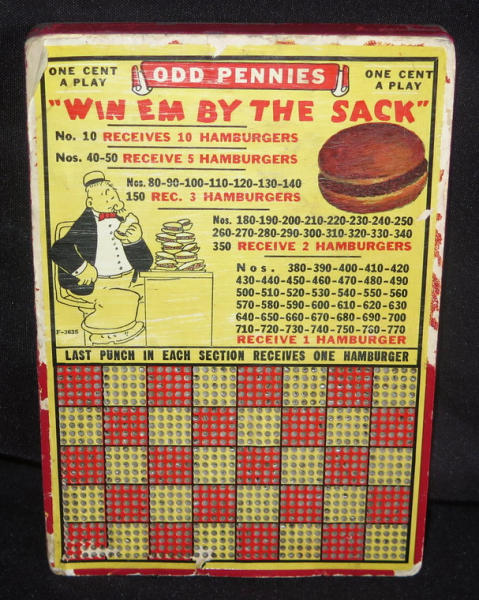 ONE CENT
A PLAY
ODD PENNIES
ONE CENT
A PLAY
"WIN EM BY THE SACK"
No. 10 RECEIVES 10 HAMBURGERS
Nos. 40-50 RECEIVE 5 HAMBURGERS
Nos. 80-90-100-110-120-130-140
150 REC. 3 HAMBURGERS
Nos. 180-190-200-210-220-230-240-250
260-270-280-290-300-310-320-330-340
350 RECEIVE 2 HAMBURGERS
Nos. 380-390-400-410-420
430-440-450-460-470-480-490
500-510-520-530-540-550-560
570-580-590-600-610-620-630
640-650-660-670-680-690-700
710-720-730-740-750-760-770
RECEIVE 1 HAMBURGER
F-3635
LAST PUNCH IN EACH SECTION RECEIVES ONE HAMBURGER